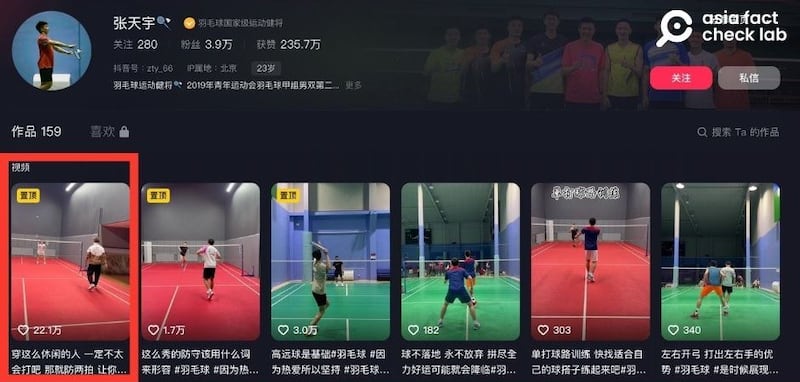 张天宇🏸 羽毛球国家级运动健将
关注 280 粉丝 3.9万 获赞 235.7万
抖音号：zty_66 IP属地：北京 23岁
羽毛球运动健将🏸 2019年青年运动会羽毛球甲组男双第二... 更多
asia fact
check lab
关注 私信
作品 159 喜欢
搜索 Ta 的作品
视频
置顶
22.1万
穿这么休闲的人 一定不太
会打吧 那就防两拍 让你...
置顶
1.7万
这么秀的防守该用什么词
来形容 #羽毛球 #因为热...
置顶
3.0万
高远球是基础#羽毛球 #因
为热爱所以坚持 #羽毛球...
182
球不落地 永不放弃 拼尽全
力好运可能就会降临#羽...
303
单打球路训练 快找适合自
己的球搭子练起来吧#羽...
340
左右开弓 打出左右手的优
势 #羽毛球 #是时候展现...